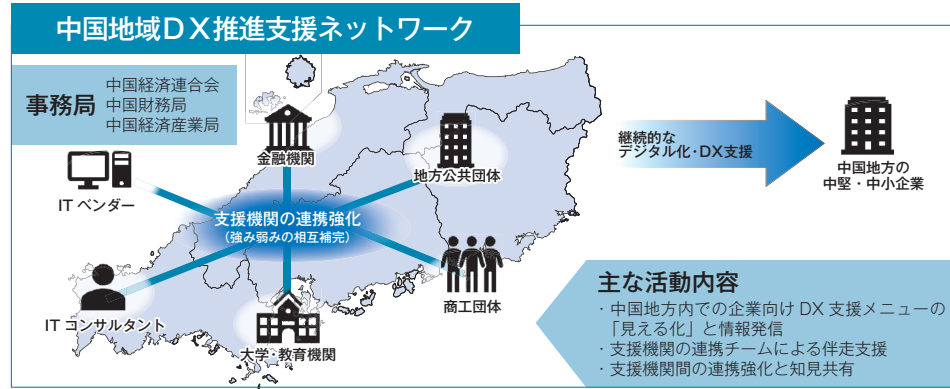 中国地域DX推進支援ネットワーク
事務局
中国経済連合会
中国財務局
中国経済産業局
金融機関
地方公共団体
ITベンダー
支援機関の連携強化
(強み弱みの相互補完)
ITコンサルタント
大学・教育機関
商工団体
継続的な
デジタル化・DX支援
中国地方の
中堅・中小企業
主な活動内容
・中国地方内での企業向けDX支援メニューの
「見える化」と情報発信
・支援機関の連携チームによる伴走支援
・支援機関間の連携強化と知見共有